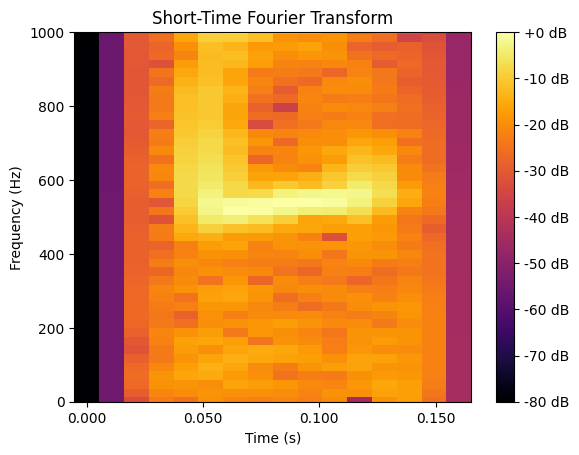 Short-Time Fourier Transform
1000
800
600
400
200
0
Frequency (Hz)
0.000
0.050
0.100
0.150
Time (s)
+0 dB
-10 dB
-20 dB
-30 dB
-40 dB
-50 dB
-60 dB
-70 dB
-80 dB